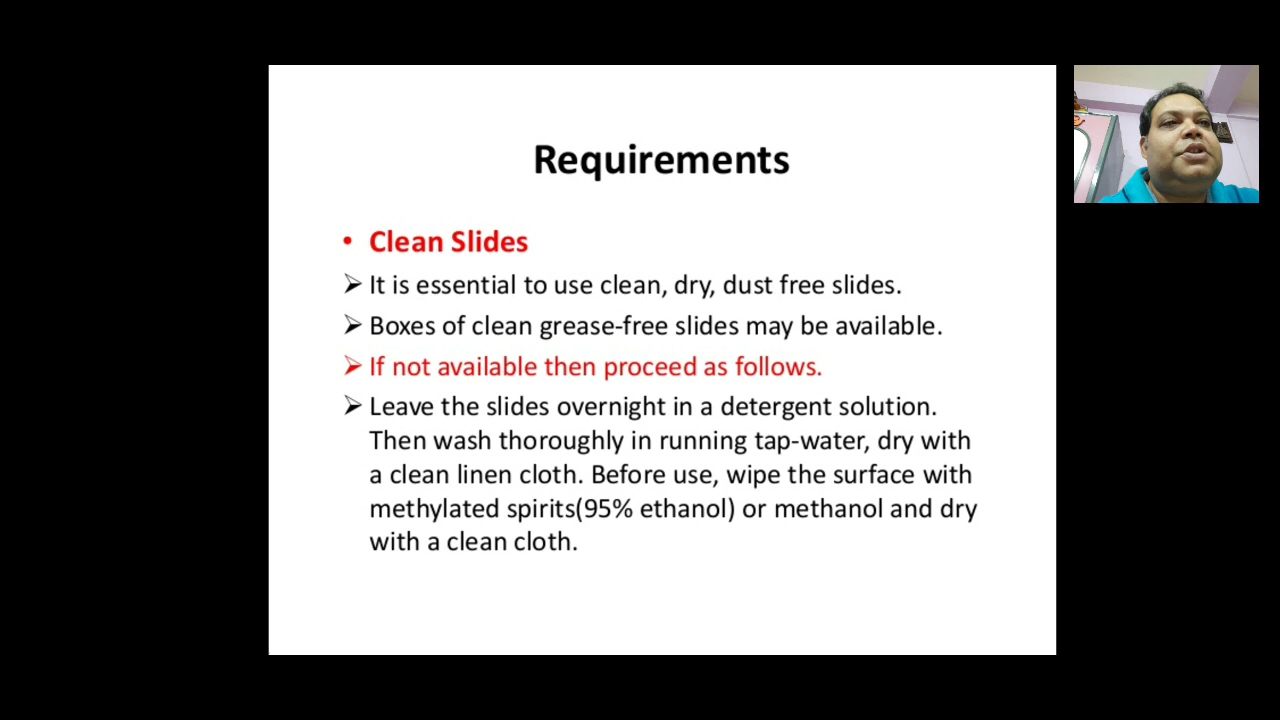 Requirements
• Clean Slides
➢ It is essential to use clean, dry, dust free slides.
➢ Boxes of clean grease-free slides may be available.
➢ If not available then proceed as follows.
➢ Leave the slides overnight in a detergent solution.
Then wash thoroughly in running tap-water, dry with
a clean linen cloth. Before use, wipe the surface with
methylated spirits(95% ethanol) or methanol and dry
with a clean cloth.